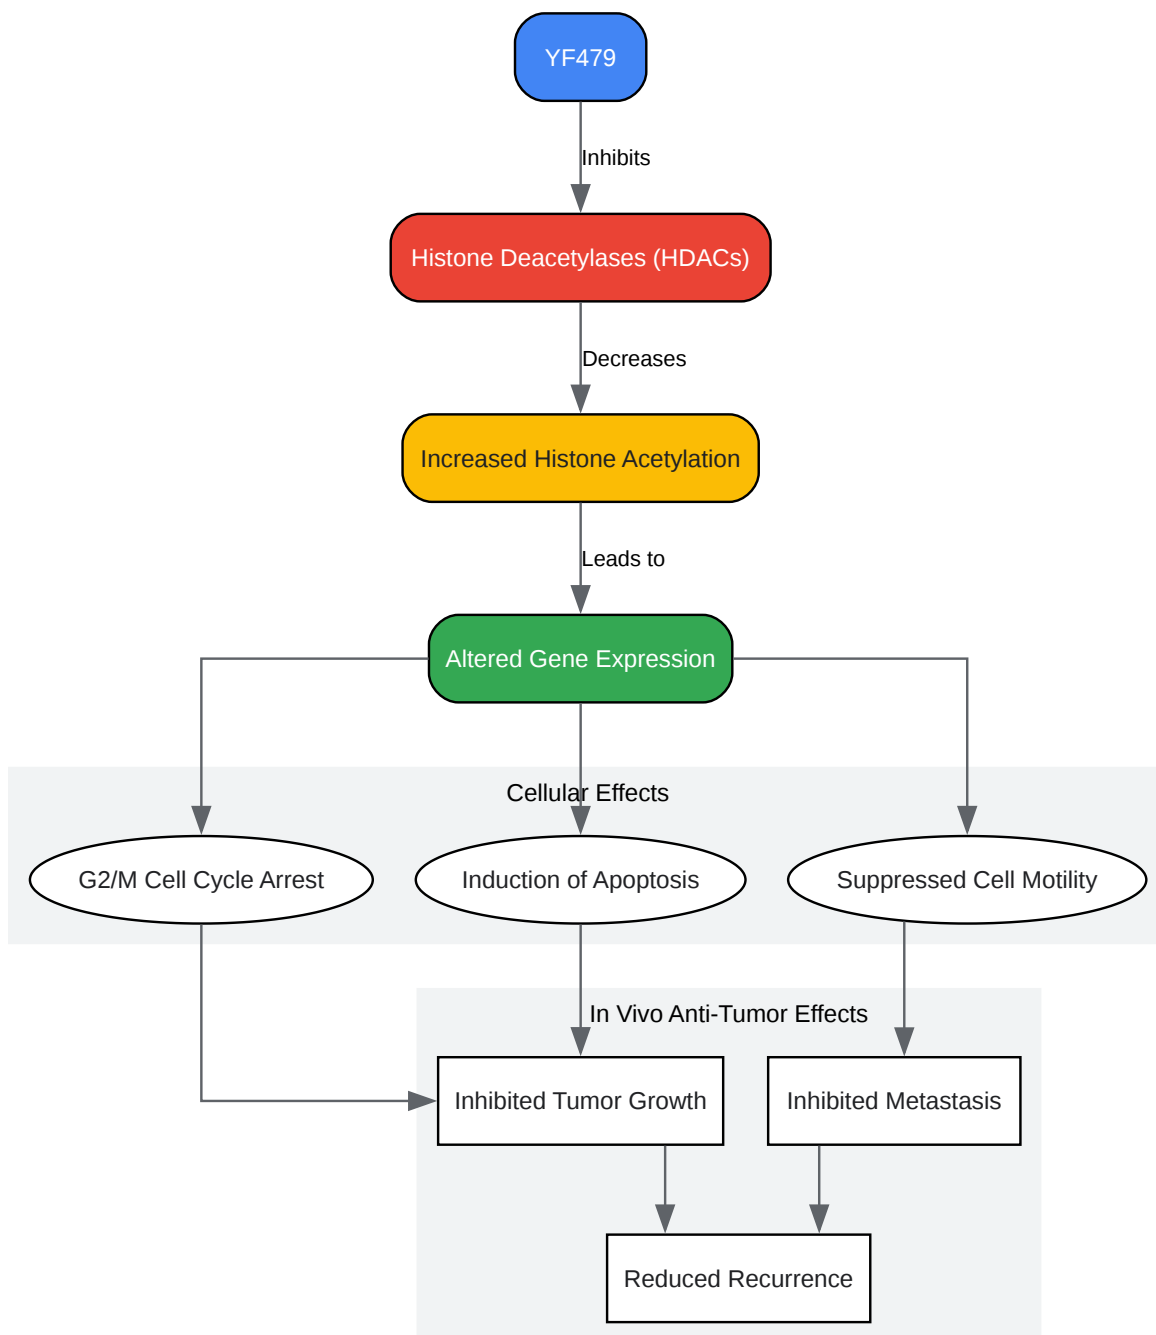 YF479
Inhibits
Histone Deacetylases (HDACs)
Decreases
Increased Histone Acetylation
Leads to
Altered Gene Expression
Cellular Effects
G2/M Cell Cycle Arrest
Induction of Apoptosis
Suppressed Cell Motility
In Vivo Anti-Tumor Effects
Inhibited Tumor Growth
Inhibited Metastasis
Reduced Recurrence